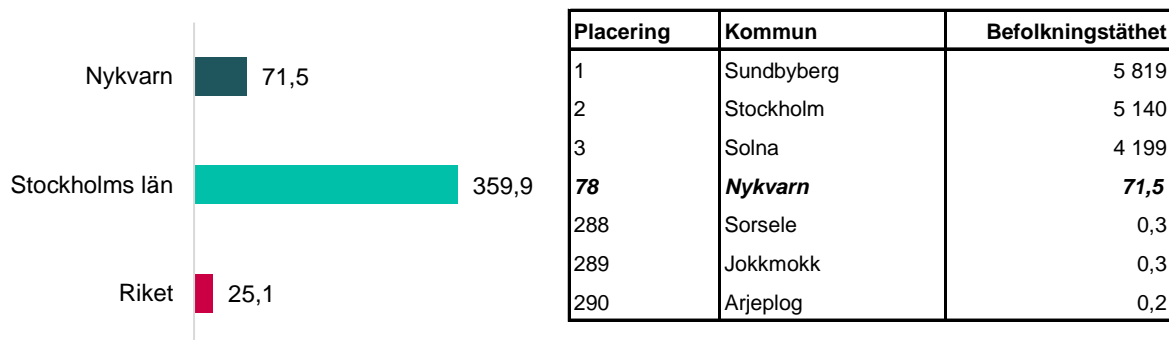 Nykvarn 71,5
Stockholms län 359,9
Riket 25,1
Placering Kommun Befolkningstäthet
1 Sundbyberg 5 819
2 Stockholm 5 140
3 Solna 4 199
78 Nykvarn 71,5
288 Sorsele 0,3
289 Jokkmokk 0,3
290 Arjeplog 0,2